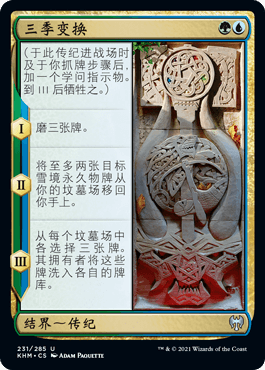 三季变换
(于此传纪进战场时
及于你抓牌步骤后,
加一个学问指示物。
到 III 后牺牲之。)
I
磨三张牌。
II
将至多两张目标
雪境永久物牌从
你的坟墓场移回
你手上。
III
从每个坟墓场中
各选择三张牌。
其拥有者将这些
牌洗入各自的牌
库。
结界～传纪
231/285 U
KHM • CS ADAM PAQUETTE
™ & © 2021 Wizards of the Coast